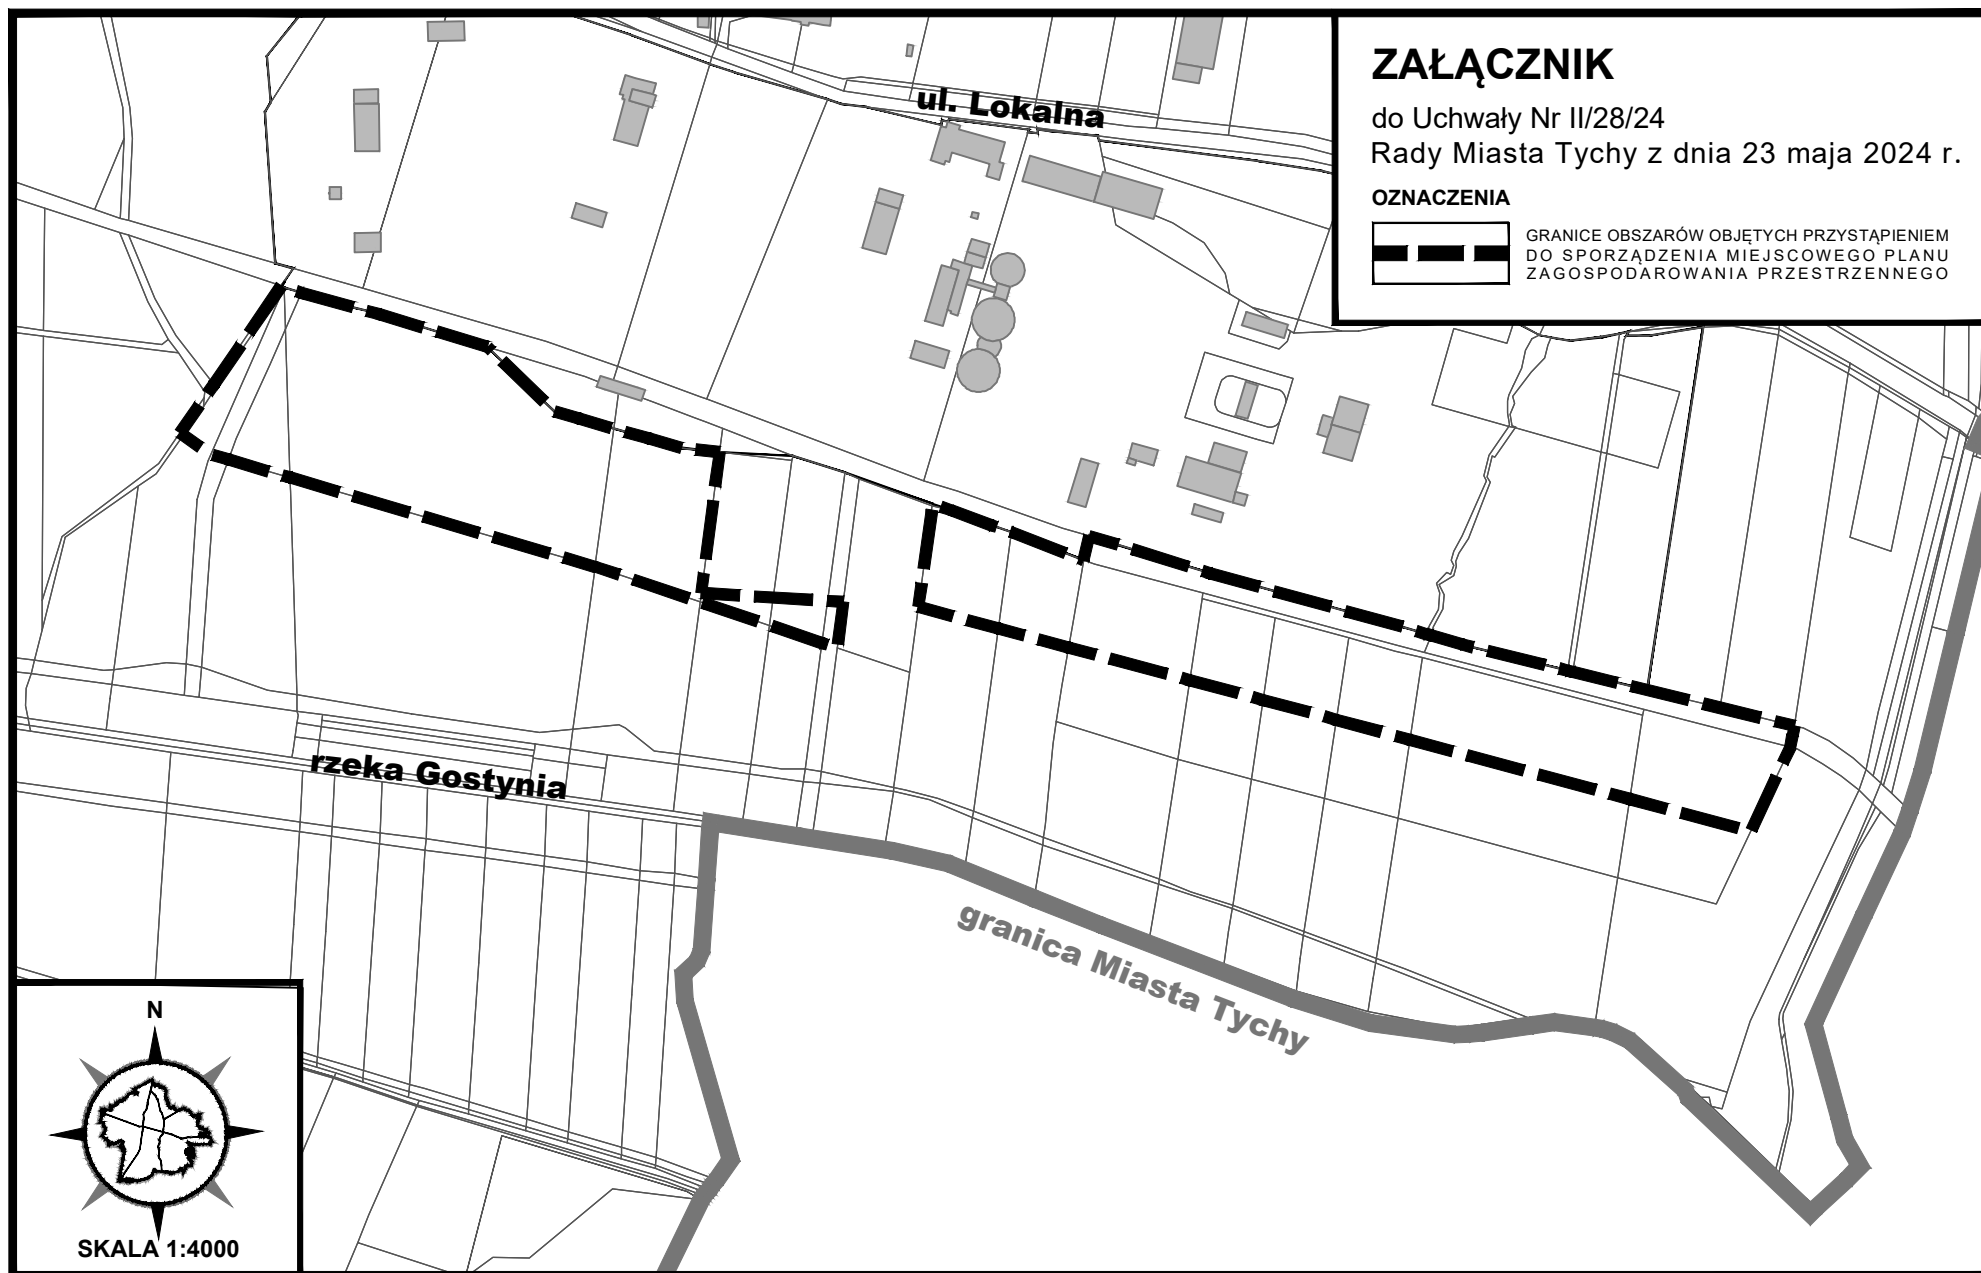 ZAŁĄCZNIK
do Uchwały Nr II/28/24
Rady Miasta Tychy z dnia 23 maja 2024 r.
OZNACZENIA
GRANICE OBSZARÓW OBJĘTYCH PRZYSTĄPIENIEM
DO SPORZĄDZENIA MIEJSCOWEGO PLANU
ZAGOSPODAROWANIA PRZESTRZENNEGO
ul. Lokalna
rzeka Gostynia
granica Miasta Tychy
N
SKALA 1:4000